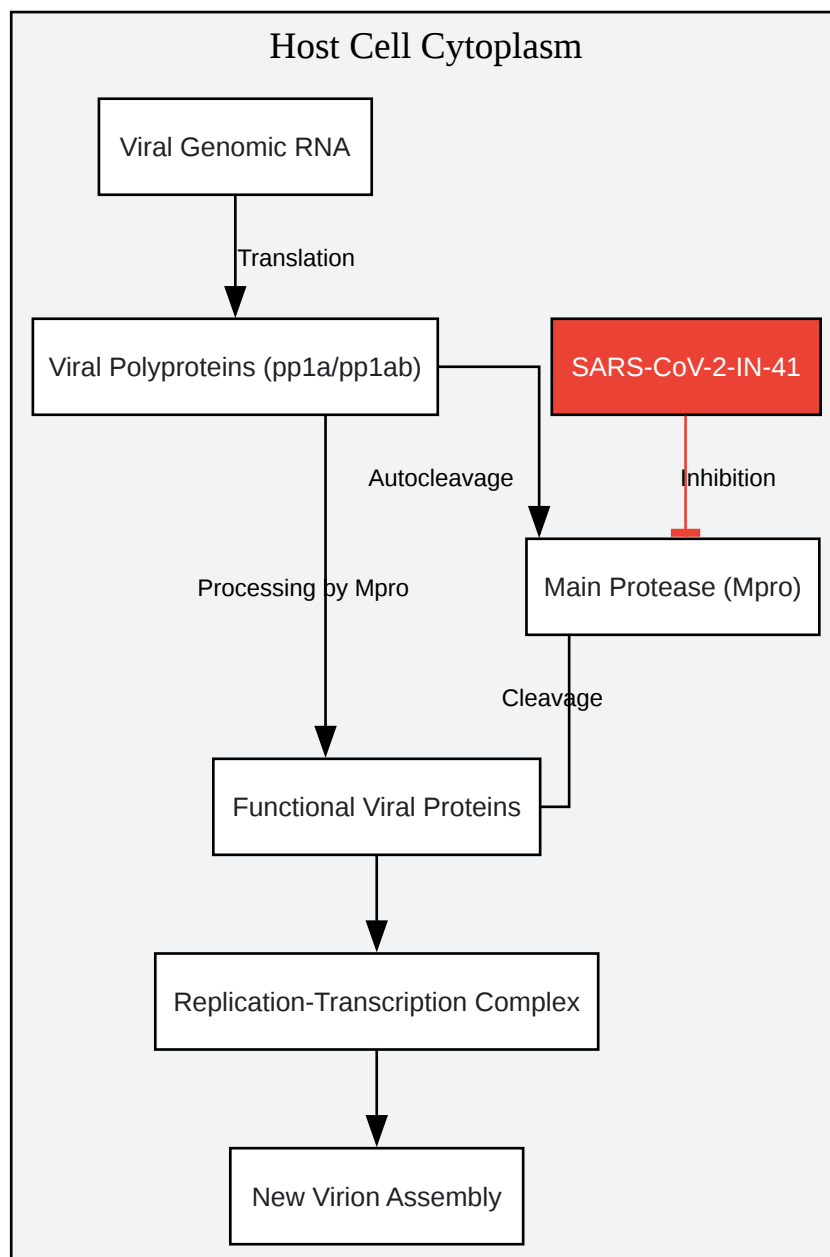 Host Cell Cytoplasm
Viral Genomic RNA
Translation
Viral Polyproteins (pp1a/pp1ab)
SARS-CoV-2-IN-41
Autocleavage
Inhibition
Processing by Mpro
Main Protease (Mpro)
Cleavage
Functional Viral Proteins
Replication-Transcription Complex
New Virion Assembly